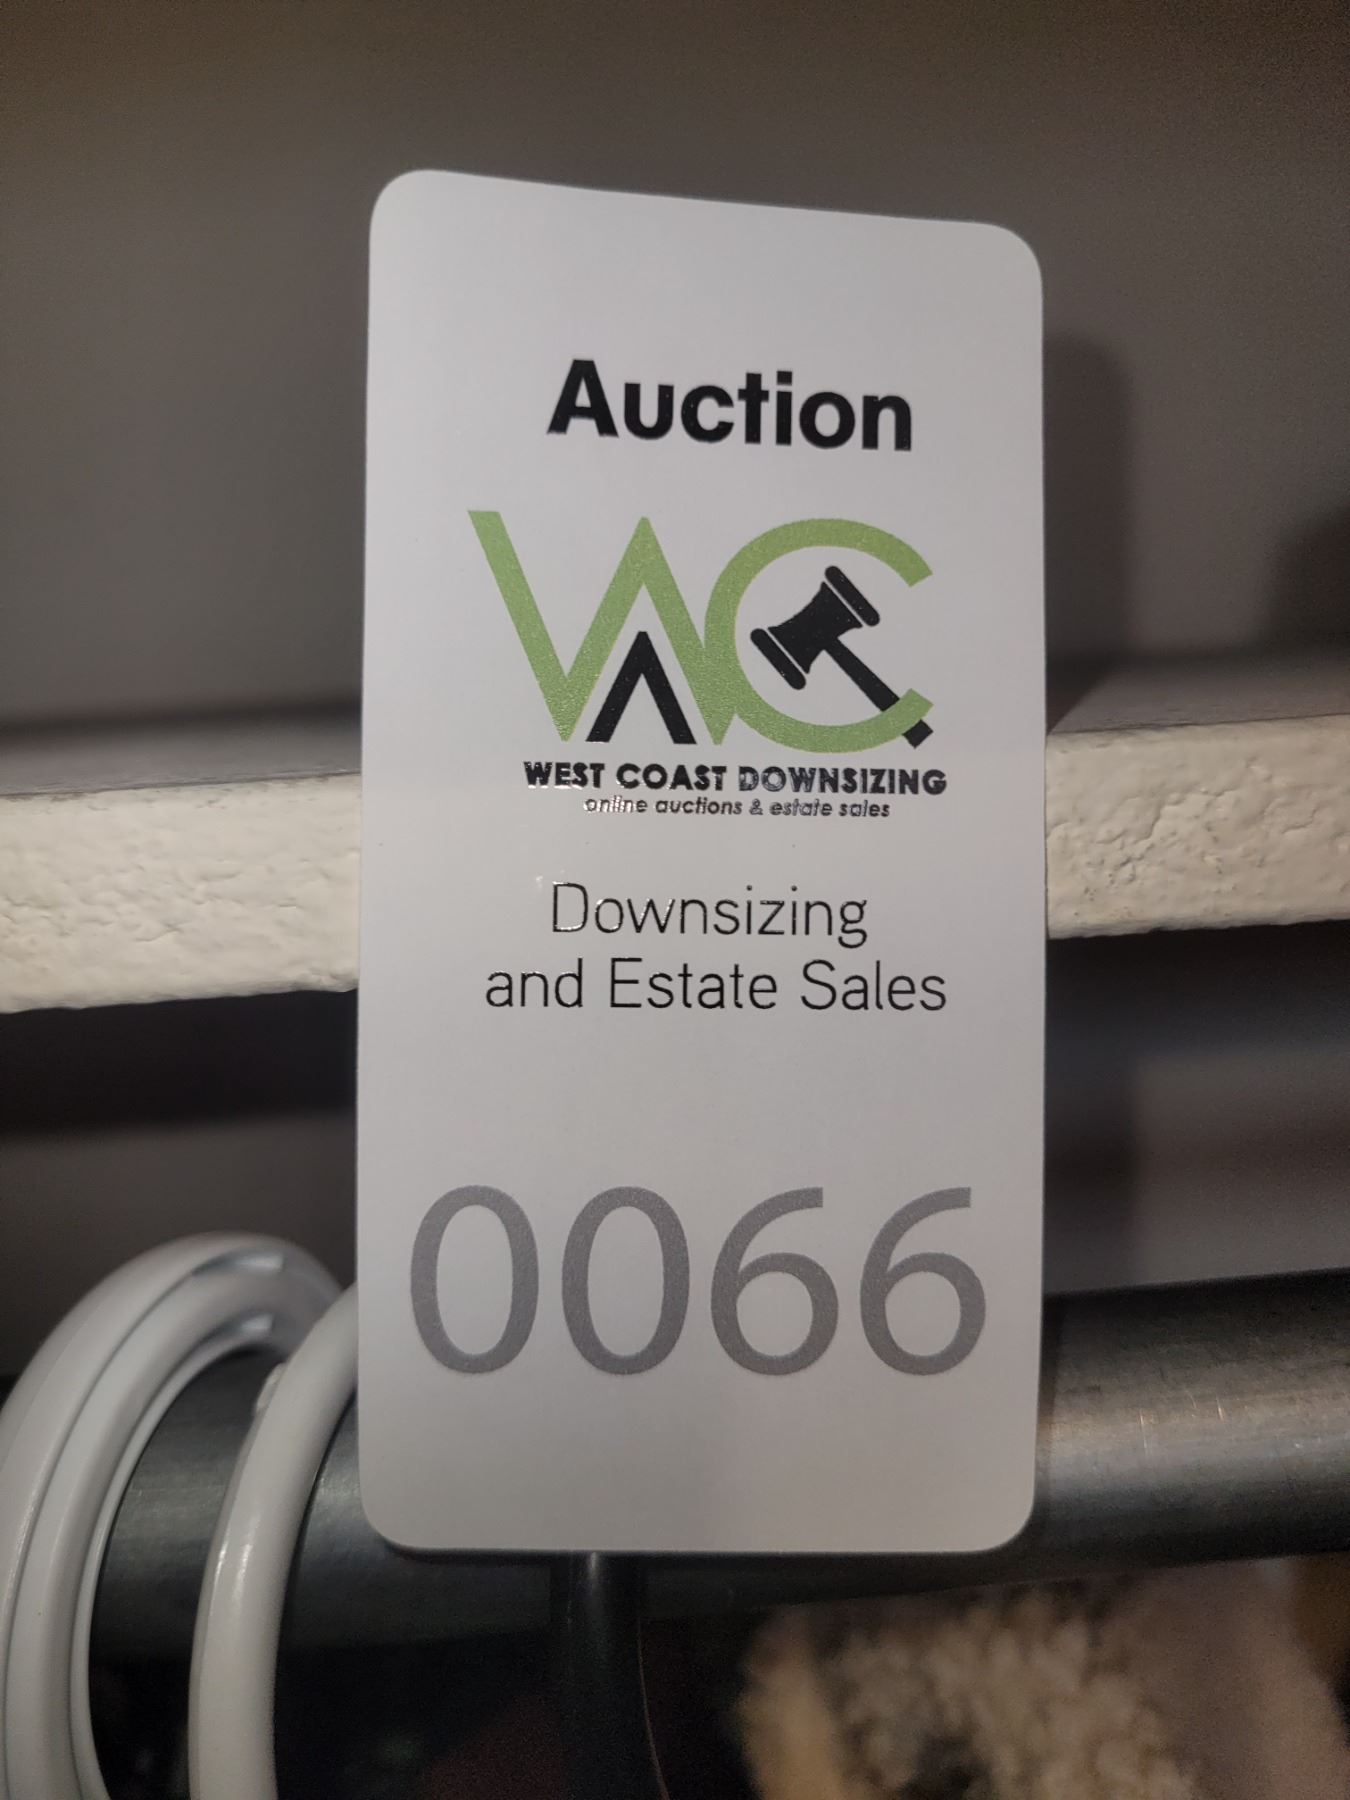 Auction
WC
WEST COAST DOWNSIZING
online auctions & estate sales
Downsizing
and Estate Sales
0066